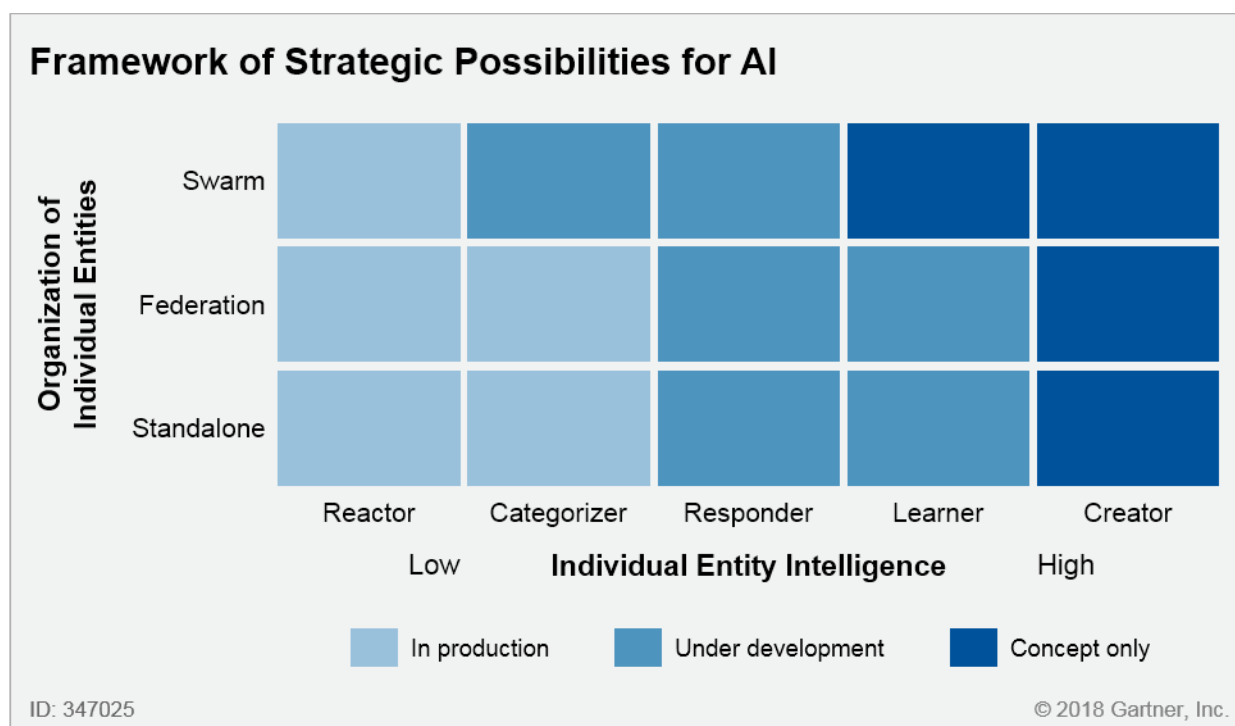 Framework of Strategic Possibilities for AI
Organization of
Individual Entities
Swarm
Federation
Standalone
Reactor Categorizer Responder Learner Creator
Low Individual Entity Intelligence High
In production Under development Concept only
ID: 347025 © 2018 Gartner, Inc.